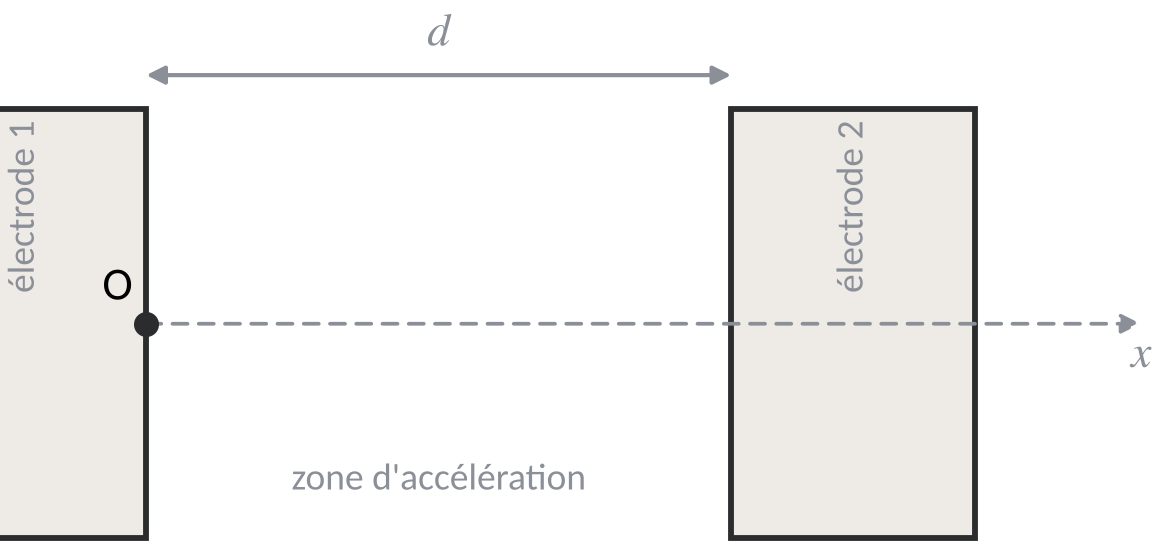 d
électrode 1
électrode 2
O
x
zone d'accélération